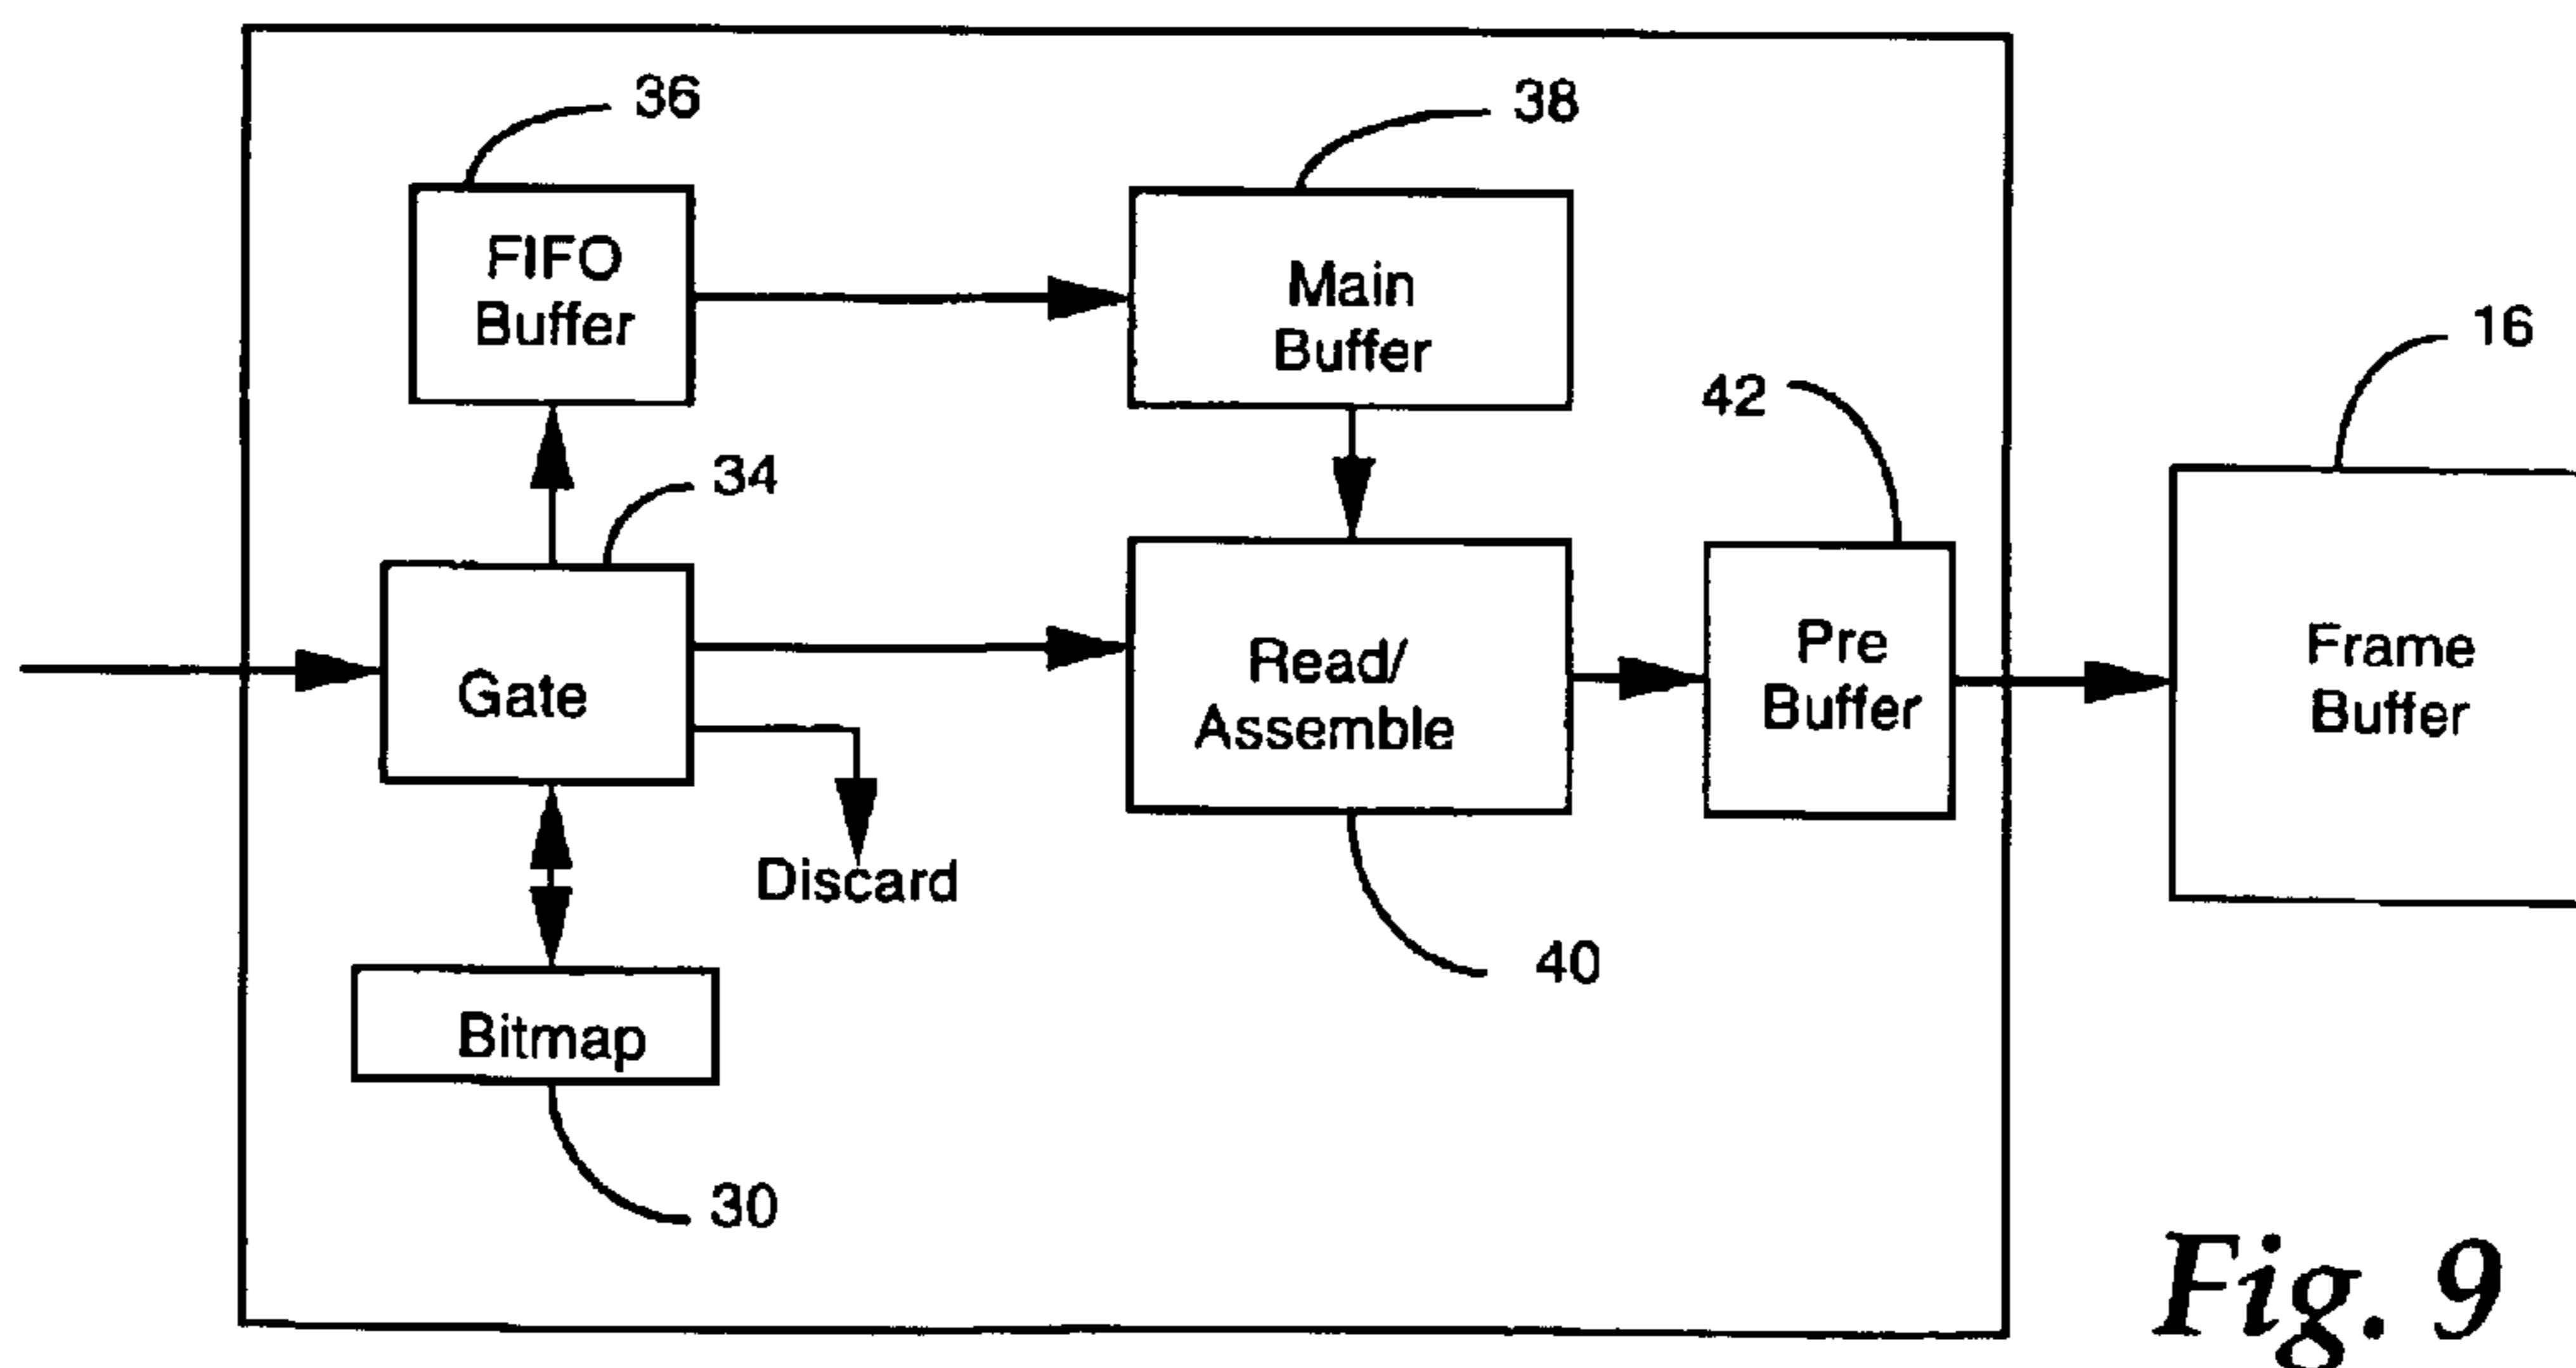 36
38
FIFO
Buffer
Main
Buffer
16
42
34
Gate
Read/
Assemble
Pre
Buffer
Frame
Buffer
Discard
40
Bitmap
30
Fig. 9